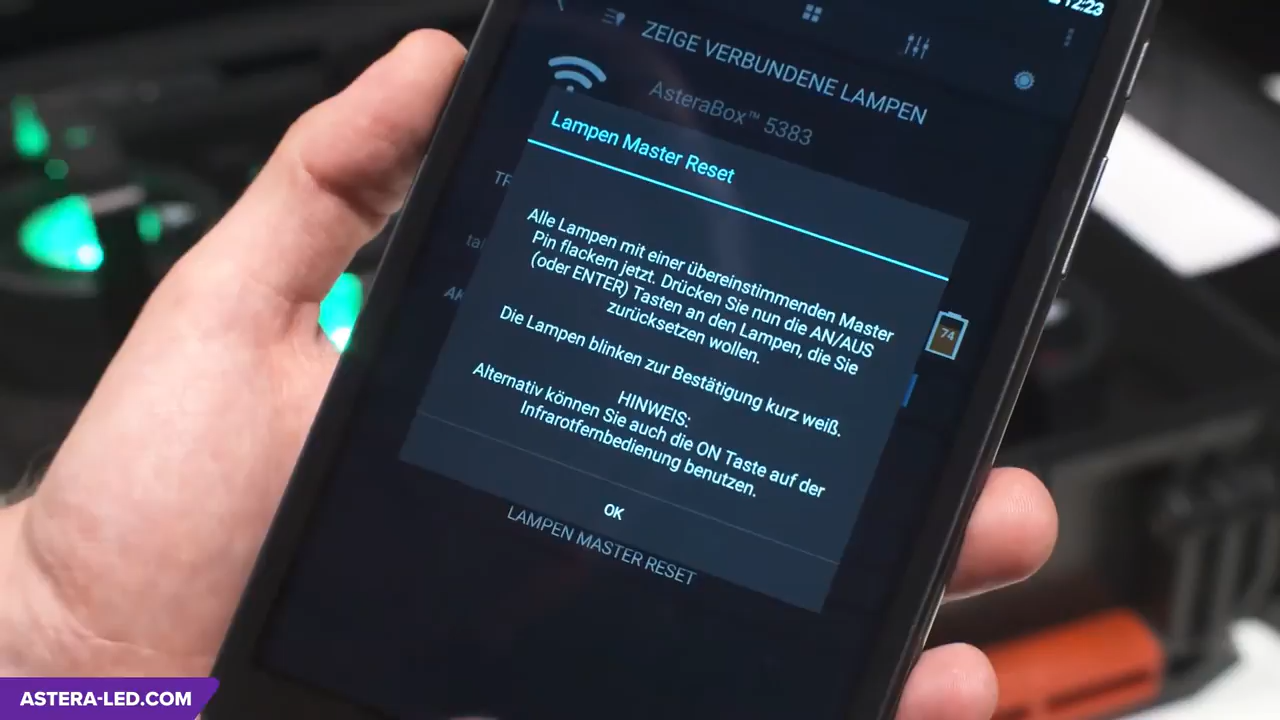 12:23
ZEIGE VERBUNDENE LAMPEN
AsteraBox™ 5383
Lampen Master Reset
Alle Lampen mit einer übereinstimmenden Master
Pin flackern jetzt. Drücken Sie nun die AN/AUS
(oder ENTER) Tasten an den Lampen, die Sie
zurücksetzen wollen.
Die Lampen blinken zur Bestätigung kurz weiß.
HINWEIS:
Alternativ können Sie auch die ON Taste auf der
Infrarotfernbedienung benutzen.
74
OK
LAMPEN MASTER RESET
ASTERA-LED.COM